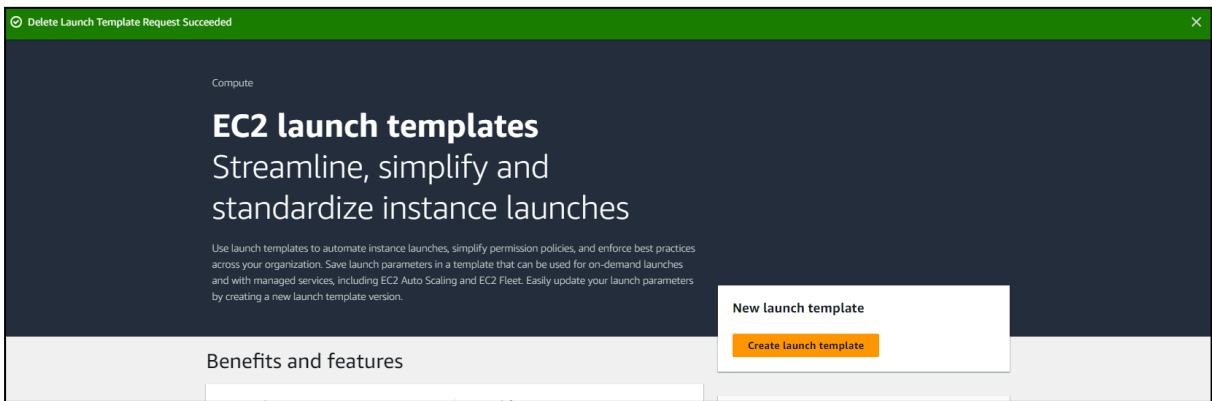 Delete Launch Template Request Succeeded
Compute
EC2 launch templates
Streamline, simplify and
standardize instance launches
Use launch templates to automate instance launches, simplify permission policies, and enforce best practices
across your organization. Save launch parameters in a template that can be used for on-demand launches
and with managed services, including EC2 Auto Scaling and EC2 Fleet. Easily update your launch parameters
by creating a new launch template version.
New launch template
Create launch template
Benefits and features